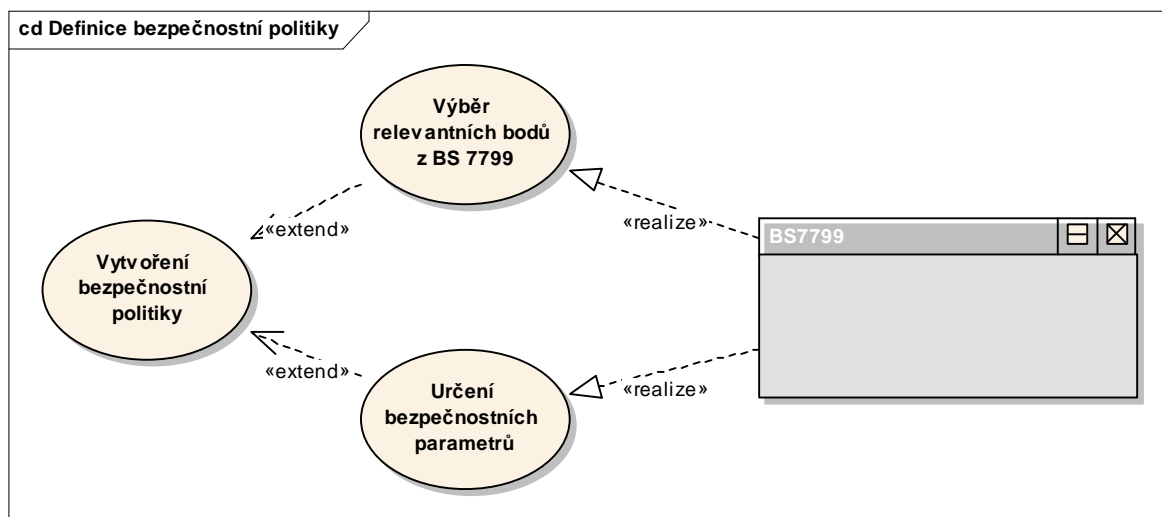 cd Definice bezpečnostní politiky
Výběr
relevantních bodů
z BS 7799
«extend»
«realize»
BS7799
Vytvoření
bezpečnostní
politiky
«extend»
«realize»
Určení
bezpečnostních
parametrů